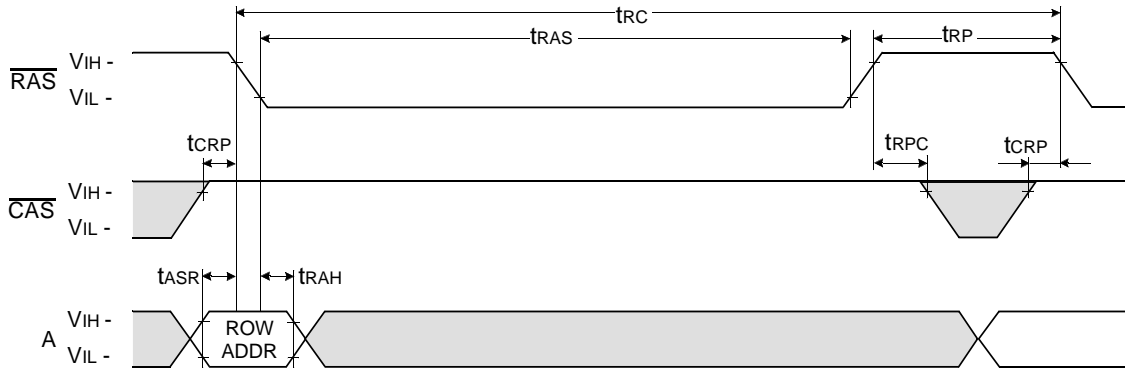 tRC
tRAS
tRP
RAS
VIH -
VIL -
tCRP
tRPC
tCRP
CAS
VIH -
VIL -
tASR
tRAH
A
VIH -
VIL -
ROW
ADDR